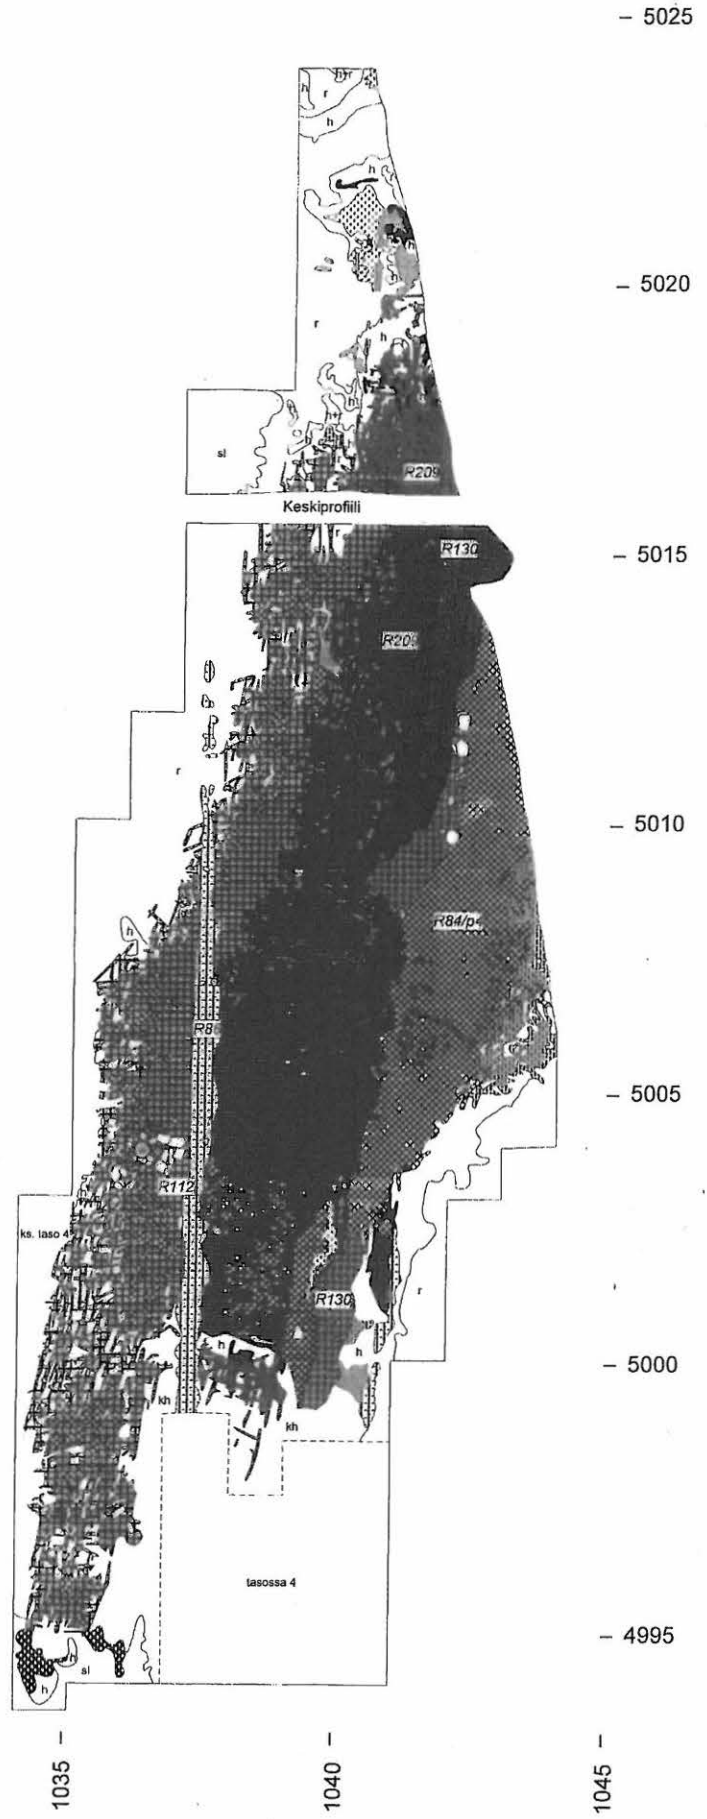 – 5025
h
h+r
r
h
h
h
h
– 5020
r
h
h
h+r
h
r
sl
R209
Keskiprofiili
r
R130
– 5015
R20
r
– 5010
R84/p
h
R8
– 5005
R112
ks. taso 4
r
R130
h
h
– 5000
kh
kh
tasossa 4
– 4995
h
sl
h
1035 –
1040 –
1045 –